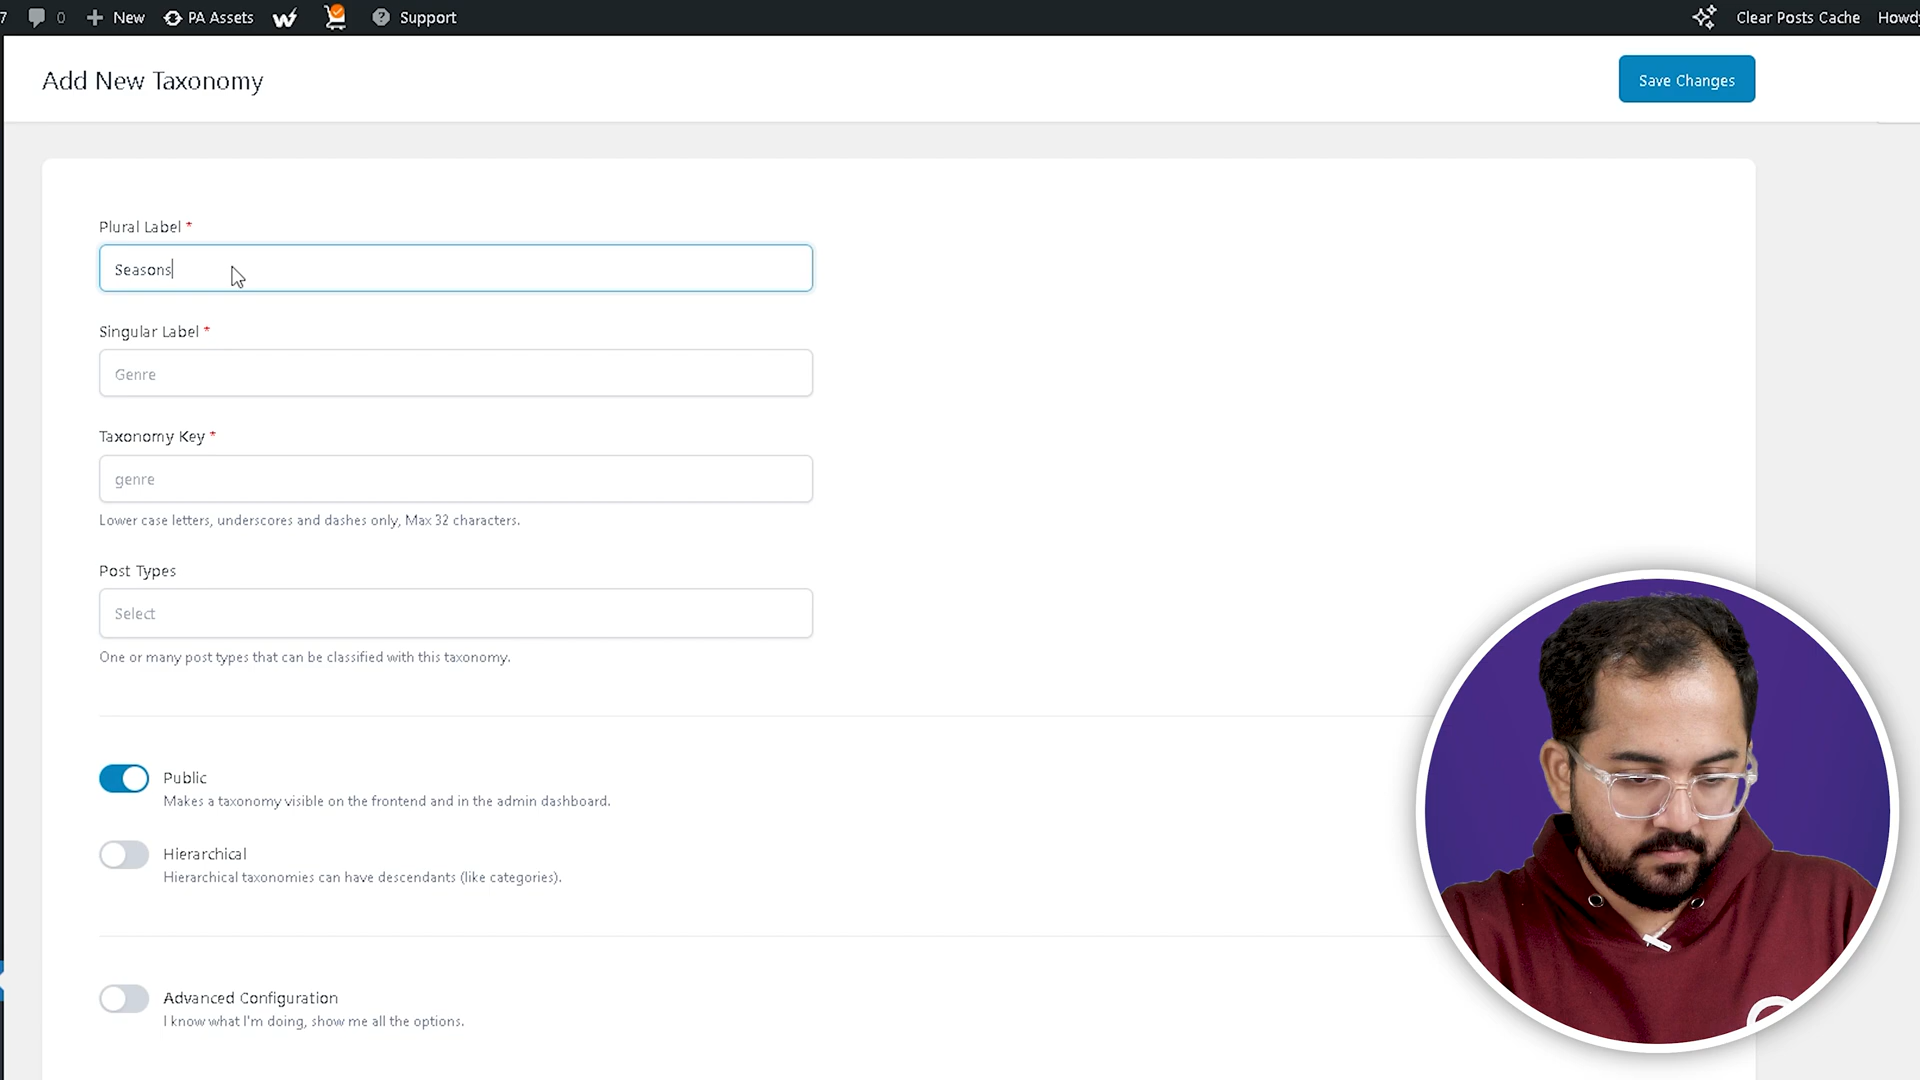 7 0 New PA Assets Support Clear Posts Cache Howdy
Add New Taxonomy
Save Changes
Plural Label *
Seasons
Singular Label *
Genre
Taxonomy Key *
genre
Lower case letters, underscores and dashes only, Max 32 characters.
Post Types
Select
One or many post types that can be classified with this taxonomy.
Public
Makes a taxonomy visible on the frontend and in the admin dashboard.
Hierarchical
Hierarchical taxonomies can have descendants (like categories).
Advanced Configuration
I know what I'm doing, show me all the options.